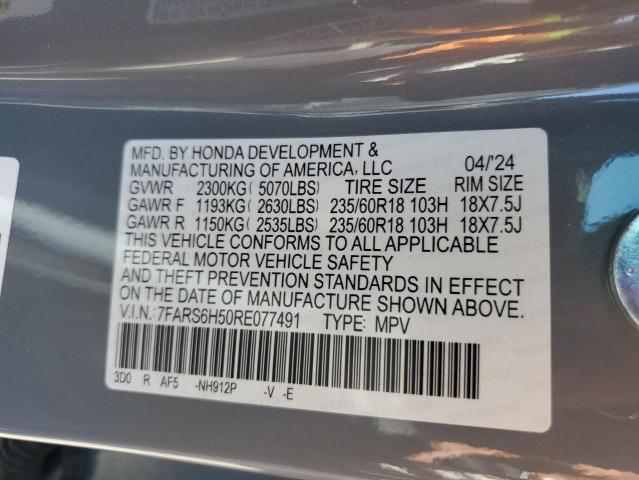 MFD. BY HONDA DEVELOPMENT &
MANUFACTURING OF AMERICA, LLC 04/'24
GVWR 2300KG( 5070LBS) TIRE SIZE RIM SIZE
GAWR F 1193KG( 2630LBS) 235/60R18 103H 18X7.5J
GAWR R 1150KG( 2535LBS) 235/60R18 103H 18X7.5J
THIS VEHICLE CONFORMS TO ALL APPLICABLE
FEDERAL MOTOR VEHICLE SAFETY
AND THEFT PREVENTION STANDARDS IN EFFECT
ON THE DATE OF MANUFACTURE SHOWN ABOVE.
V.I.N.:7FARS6H50RE077491 TYPE: MPV
3D0 R AF5 -NH912P -V -E